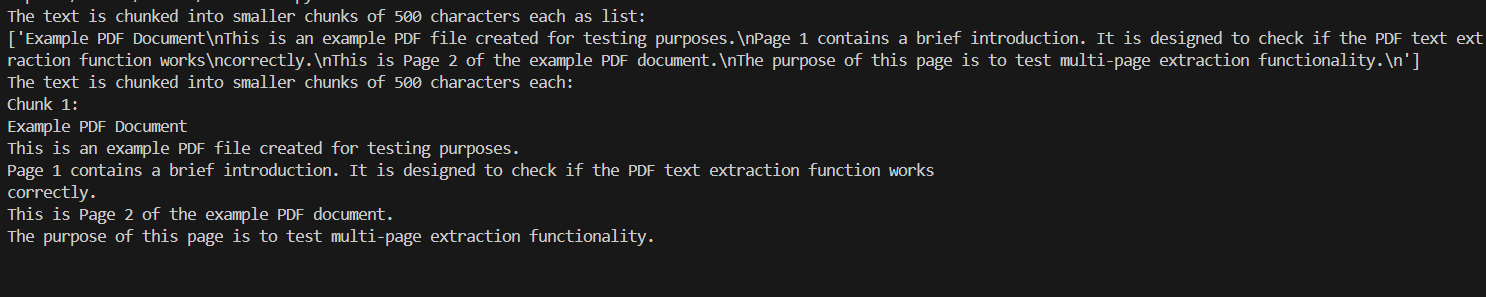 The text is chunked into smaller chunks of 500 characters each as list:
['Example PDF Document\nThis is an example PDF file created for testing purposes.\nPage 1 contains a brief introduction. It is designed to check if the PDF text ext
raction function works\ncorrectly.\nThis is Page 2 of the example PDF document.\nThe purpose of this page is to test multi-page extraction functionality.\n']
The text is chunked into smaller chunks of 500 characters each:
Chunk 1:
Example PDF Document
This is an example PDF file created for testing purposes.
Page 1 contains a brief introduction. It is designed to check if the PDF text extraction function works
correctly.
This is Page 2 of the example PDF document.
The purpose of this page is to test multi-page extraction functionality.